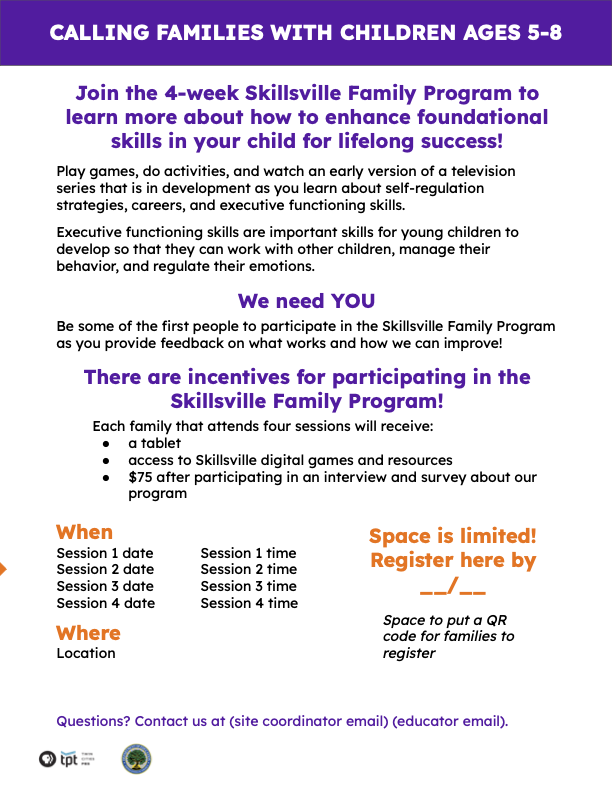 CALLING FAMILIES WITH CHILDREN AGES 5-8
Join the 4-week Skillsville Family Program to
learn more about how to enhance foundational
skills in your child for lifelong success!
Play games, do activities, and watch an early version of a television
series that is in development as you learn about self-regulation
strategies, careers, and executive functioning skills.
Executive functioning skills are important skills for young children to
develop so that they can work with other children, manage their
behavior, and regulate their emotions.
We need YOU
Be some of the first people to participate in the Skillsville Family Program
as you provide feedback on what works and how we can improve!
There are incentives for participating in the
Skillsville Family Program!
Each family that attends four sessions will receive:
● a tablet
● access to Skillsville digital games and resources
● $75 after participating in an interview and survey about our
program
When
Session 1 date Session 1 time
Session 2 date Session 2 time
Session 3 date Session 3 time
Session 4 date Session 4 time
Where
Location
Space is limited!
Register here by
__/__
Space to put a QR
code for families to
register
Questions? Contact us at (site coordinator email) (educator email).
tpt